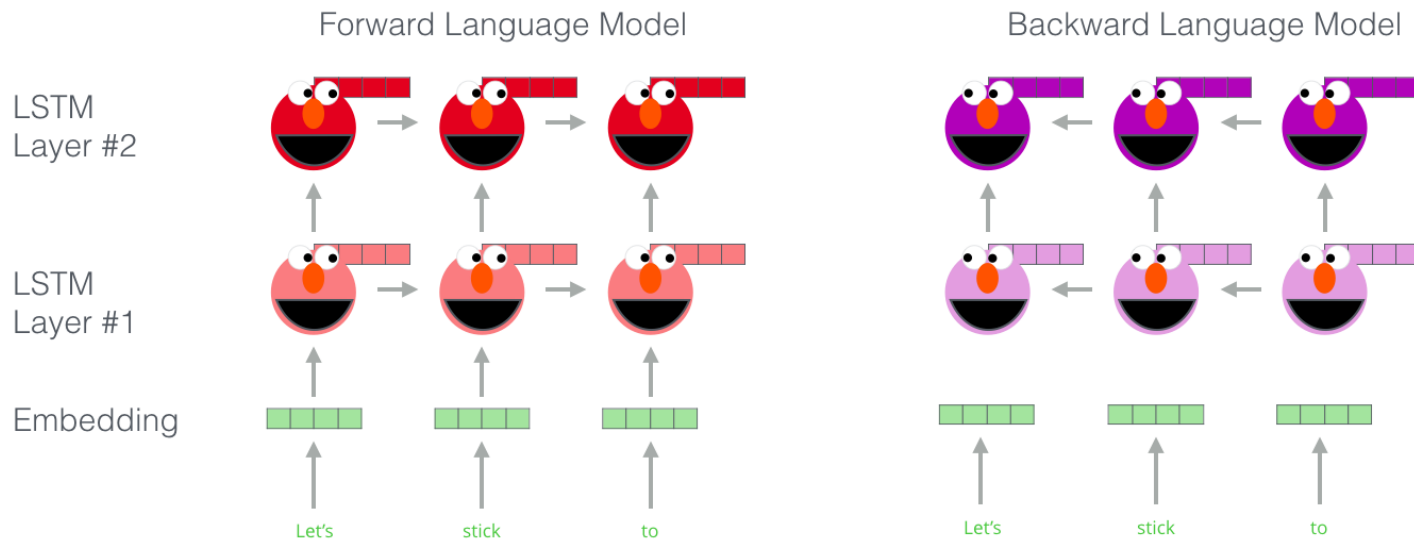 Forward Language Model
Backward Language Model
LSTM
Layer #2
LSTM
Layer #1
Embedding
Let's
stick
to
Let's
stick
to